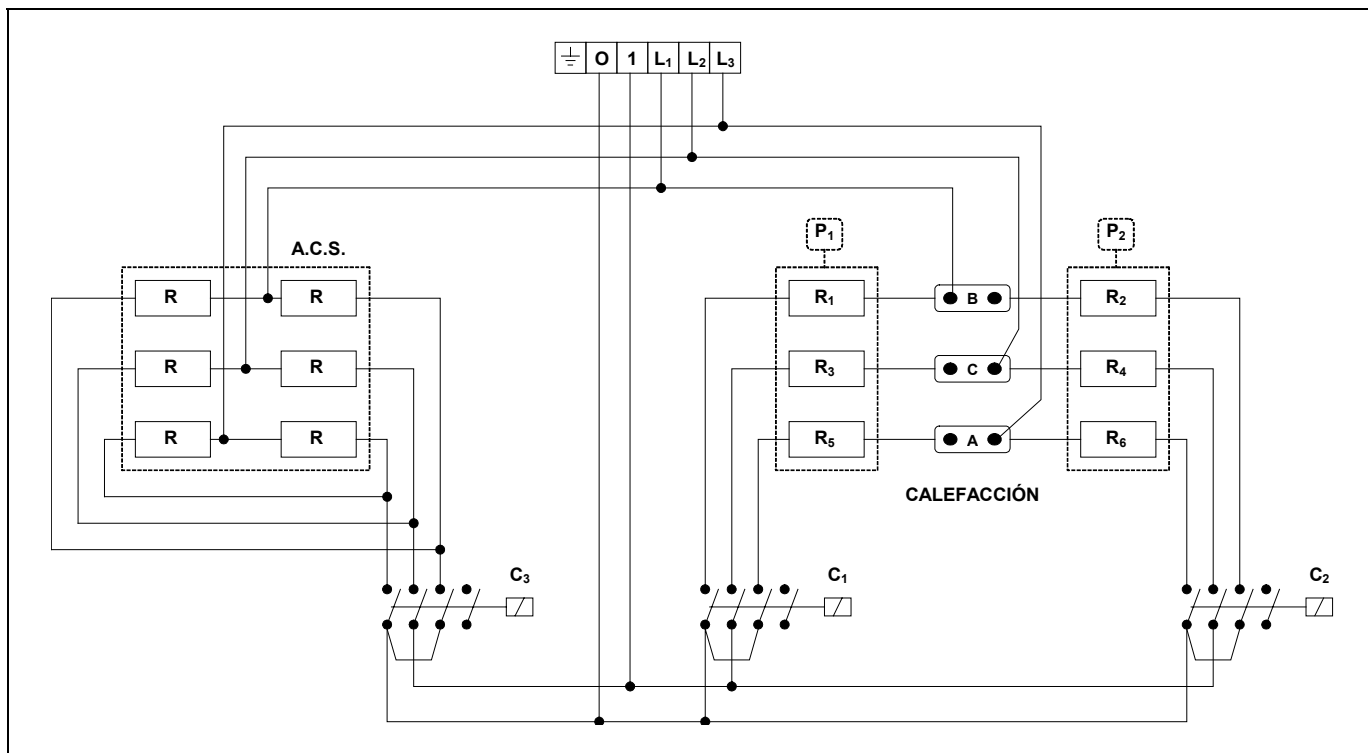 O 1 L₁ L₂ L₃
P₁ P₂
A.C.S.
R R R₁ B R₂
R R R₃ C R₄
R R R₅ A R₆
CALEFACCIÓN
C₃ C₁ C₂